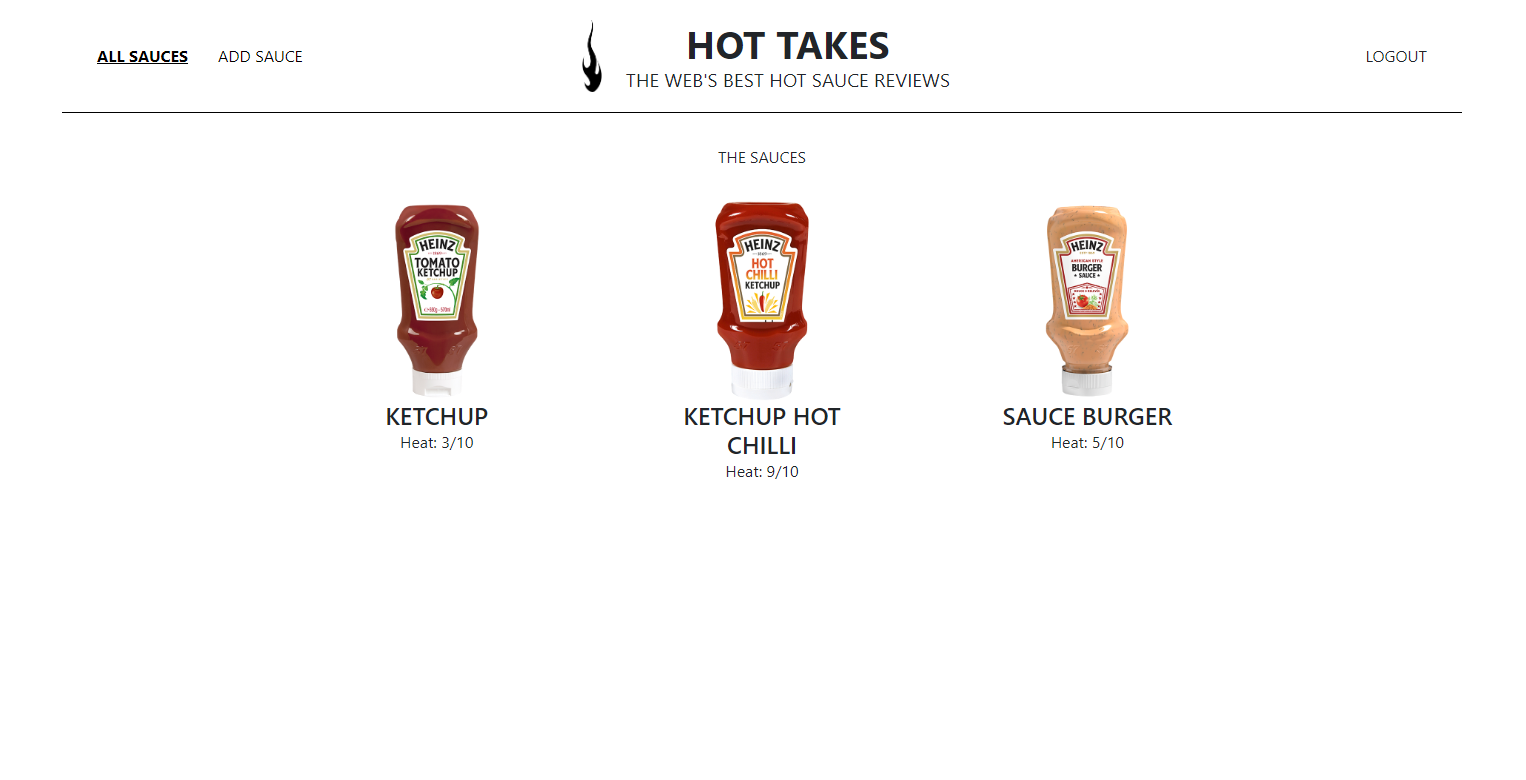 ALL SAUCES
ADD SAUCE
HOT TAKES
THE WEB'S BEST HOT SAUCE REVIEWS
LOGOUT
THE SAUCES
HEINZ
TOMATO
KETCHUP
HEINZ
HOT
CHILLI
KETCHUP
HEINZ
AMERICAN STYLE
BURGER
SAUCE
KETCHUP
Heat: 3/10
KETCHUP HOT
CHILLI
Heat: 9/10
SAUCE BURGER
Heat: 5/10